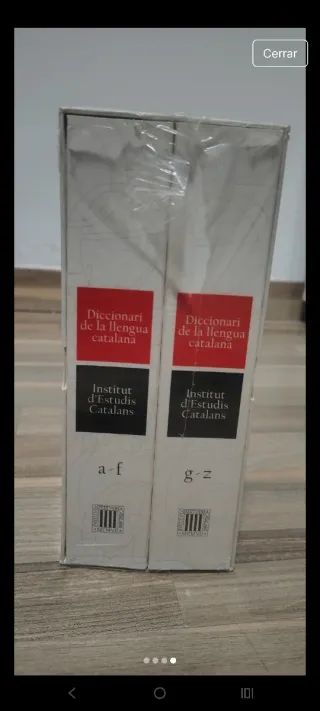 Cerrar
Diccionari
de la llengua
catalana
Institut
d'Estudis
Catalans
a-f
Diccionari
de la llengua
catalana
Institut
d'Estudis
Catalans
g-z